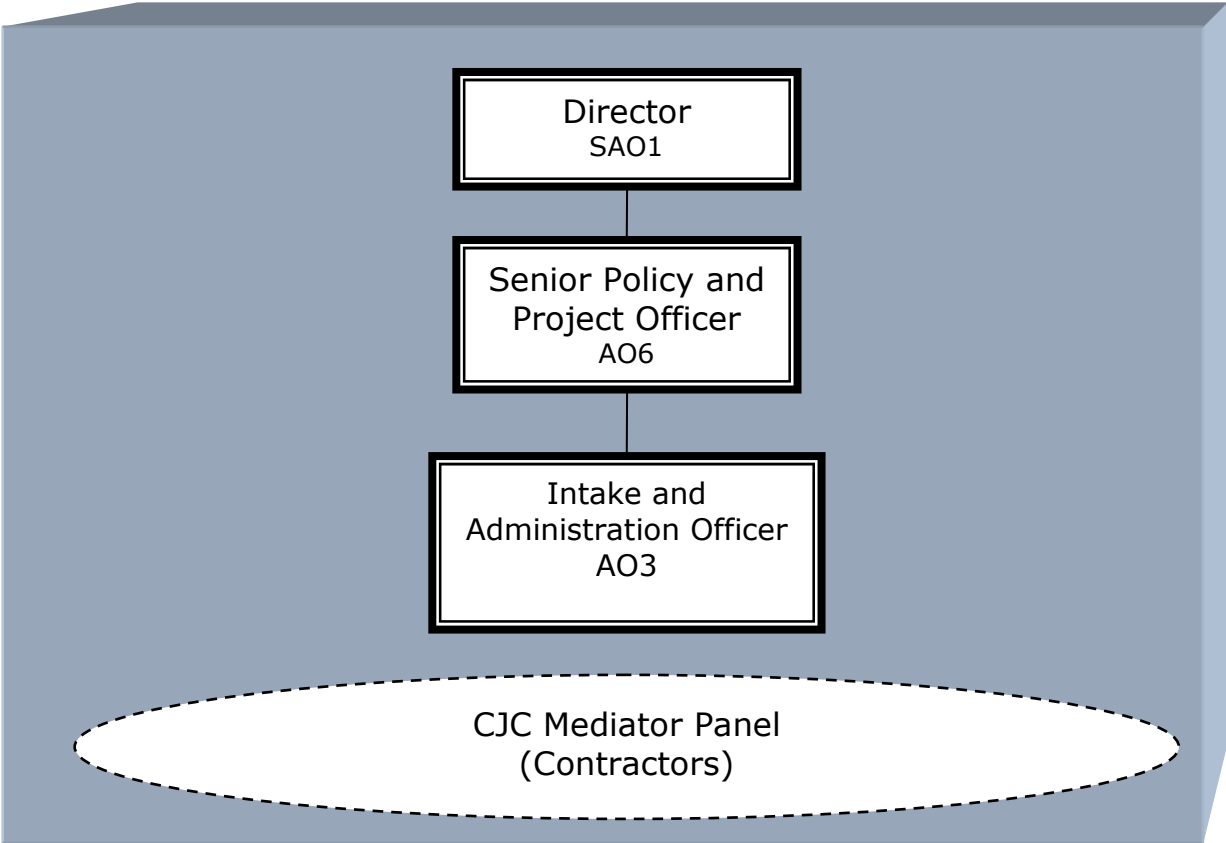 Director
SAO1
Senior Policy and
Project Officer
AO6
Intake and
Administration Officer
AO3
CJC Mediator Panel
(Contractors)